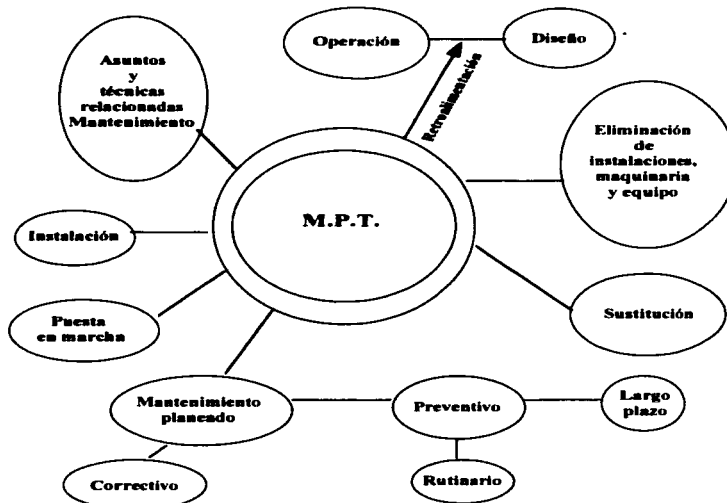 Operación
Diseño
Retroalimentación
Asuntos
y
técnicas
relacionadas
Mantenimiento
Eliminación
de
instalaciones,
maquinaria
y equipo
M.P.T.
Instalación
Puesta
en marcha
Sustitución
Mantenimiento
planeado
Preventivo
Largo
plazo
Correctivo
Rutinario